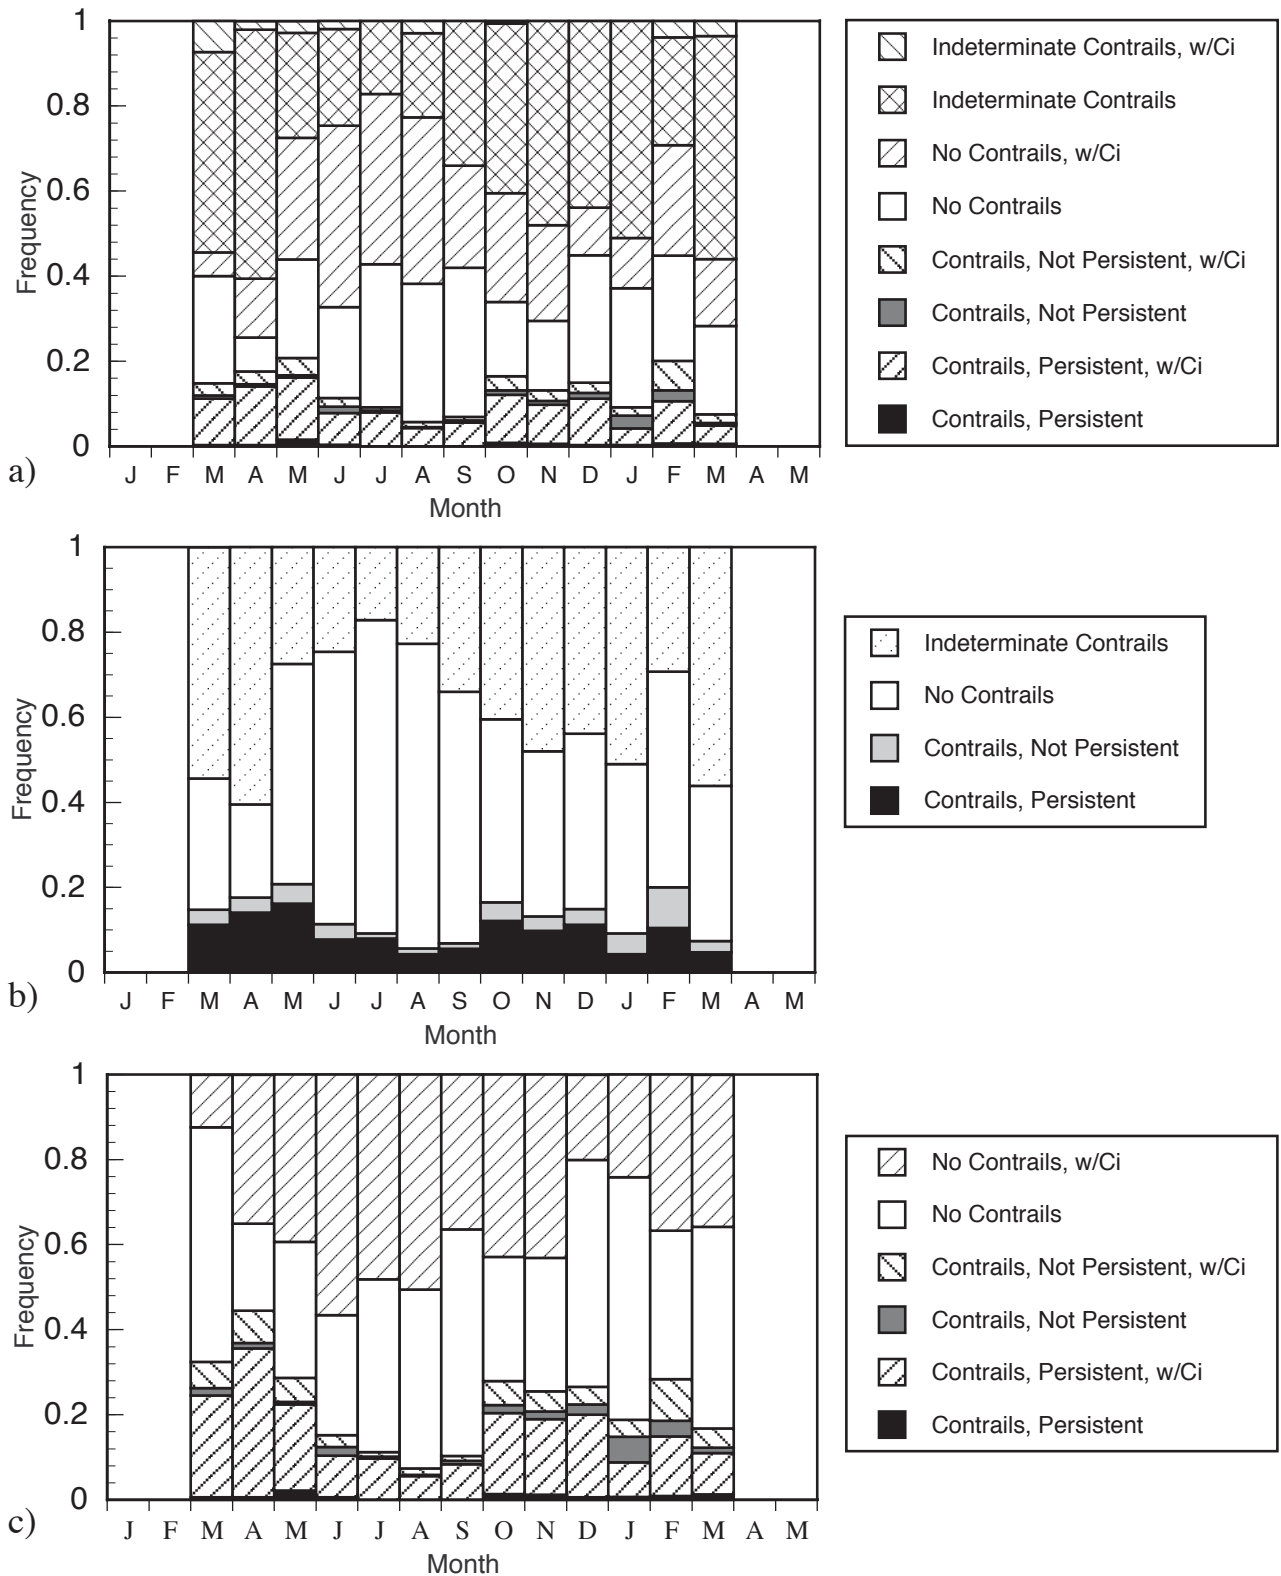 1
0.8
0.6
0.4
0.2
0
Frequency
J F M A M J J A S O N D J F M A M
Month
a)
Indeterminate Contrails, w/Ci
Indeterminate Contrails
No Contrails, w/Ci
No Contrails
Contrails, Not Persistent, w/Ci
Contrails, Not Persistent
Contrails, Persistent, w/Ci
Contrails, Persistent
1
0.8
0.6
0.4
0.2
0
Frequency
J F M A M J J A S O N D J F M A M
Month
b)
Indeterminate Contrails
No Contrails
Contrails, Not Persistent
Contrails, Persistent
1
0.8
0.6
0.4
0.2
0
Frequency
J F M A M J J A S O N D J F M A M
Month
c)
No Contrails, w/Ci
No Contrails
Contrails, Not Persistent, w/Ci
Contrails, Not Persistent
Contrails, Persistent, w/Ci
Contrails, Persistent